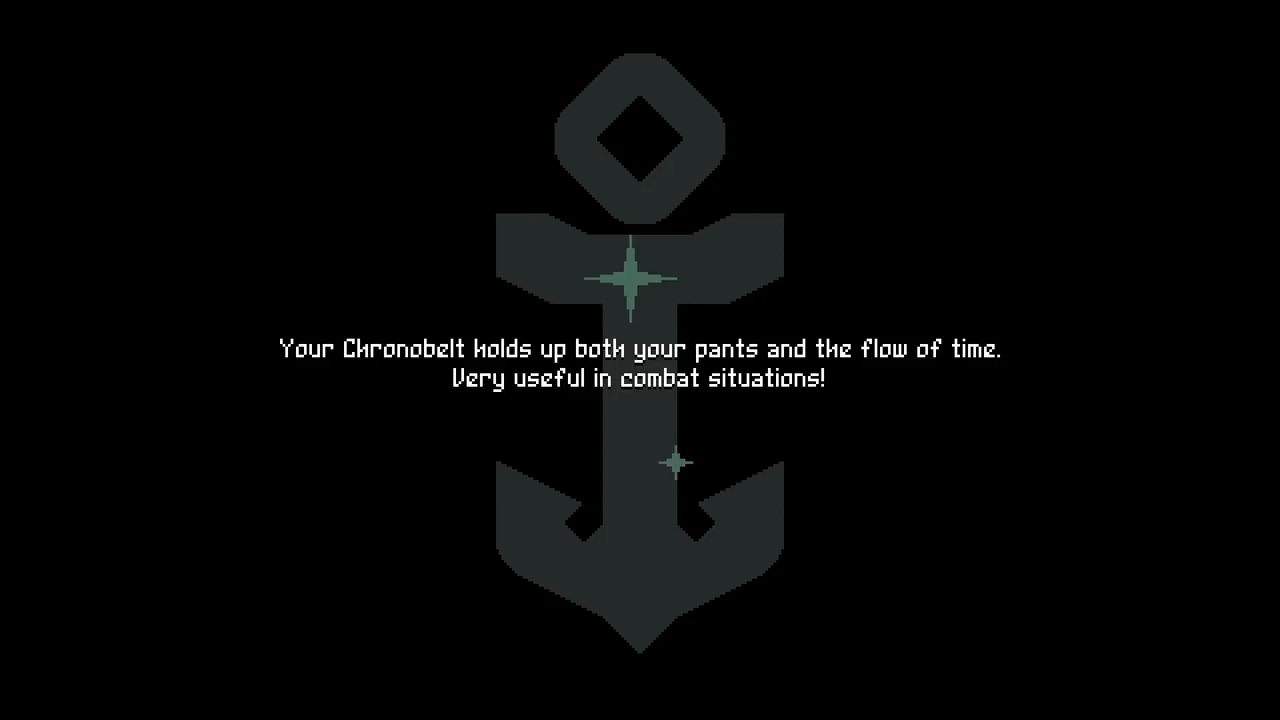 Your Chronobelt holds up both your pants and the flow of time.
Very useful in combat situations!